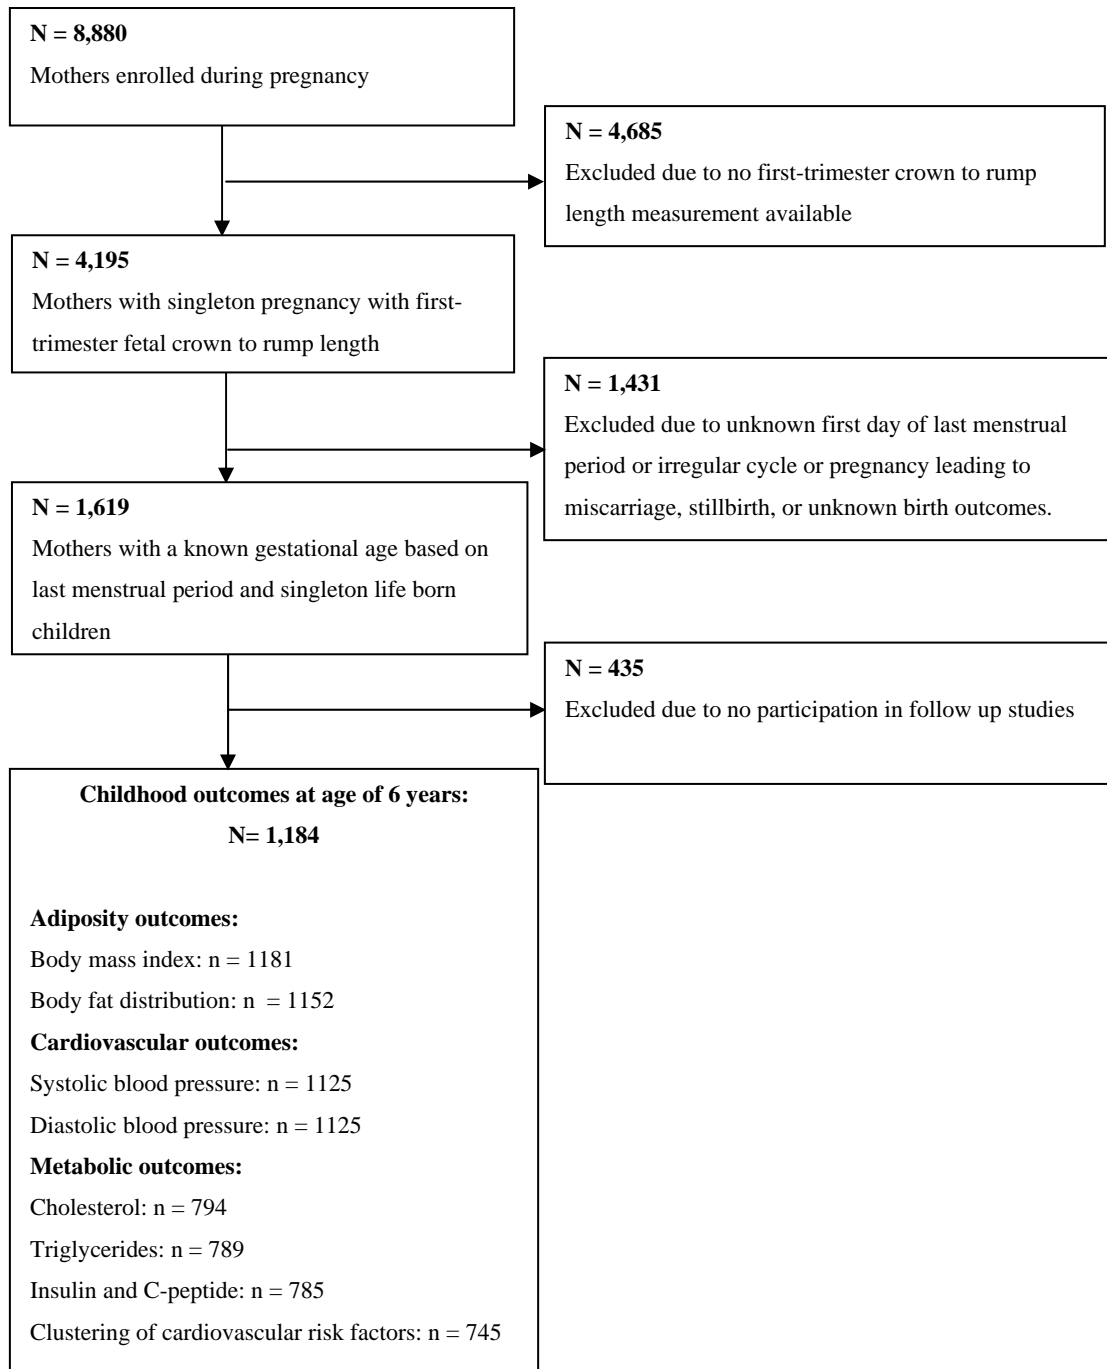 N = 8,880
Mothers enrolled during pregnancy
N = 4,685
Excluded due to no first-trimester crown to rump
length measurement available
N = 4,195
Mothers with singleton pregnancy with first-
trimester fetal crown to rump length
N = 1,431
Excluded due to unknown first day of last menstrual
period or irregular cycle or pregnancy leading to
miscarriage, stillbirth, or unknown birth outcomes.
N = 1,619
Mothers with a known gestational age based on
last menstrual period and singleton life born
children
N = 435
Excluded due to no participation in follow up studies
Childhood outcomes at age of 6 years:
N= 1,184
Adiposity outcomes:
Body mass index: n = 1181
Body fat distribution: n  = 1152
Cardiovascular outcomes:
Systolic blood pressure: n = 1125
Diastolic blood pressure: n = 1125
Metabolic outcomes:
Cholesterol: n = 794
Triglycerides: n = 789
Insulin and C-peptide: n = 785
Clustering of cardiovascular risk factors: n = 745